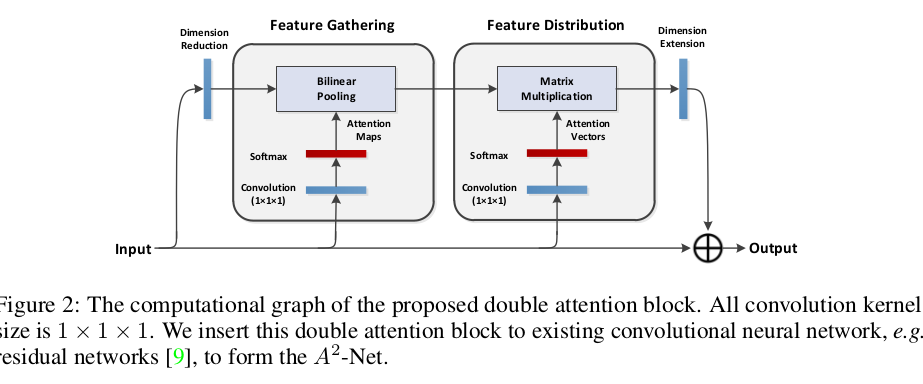 Feature Gathering
Feature Distribution
Dimension
Reduction
Dimension
Extension
Bilinear
Pooling
Matrix
Multiplication
Attention
Maps
Attention
Vectors
Softmax
Softmax
Convolution
(1×1×1)
Convolution
(1×1×1)
Input
Output
Figure 2: The computational graph of the proposed double attention block. All convolution kernel
size is 1 × 1 × 1. We insert this double attention block to existing convolutional neural network, e.g.
residual networks [9], to form the A²-Net.